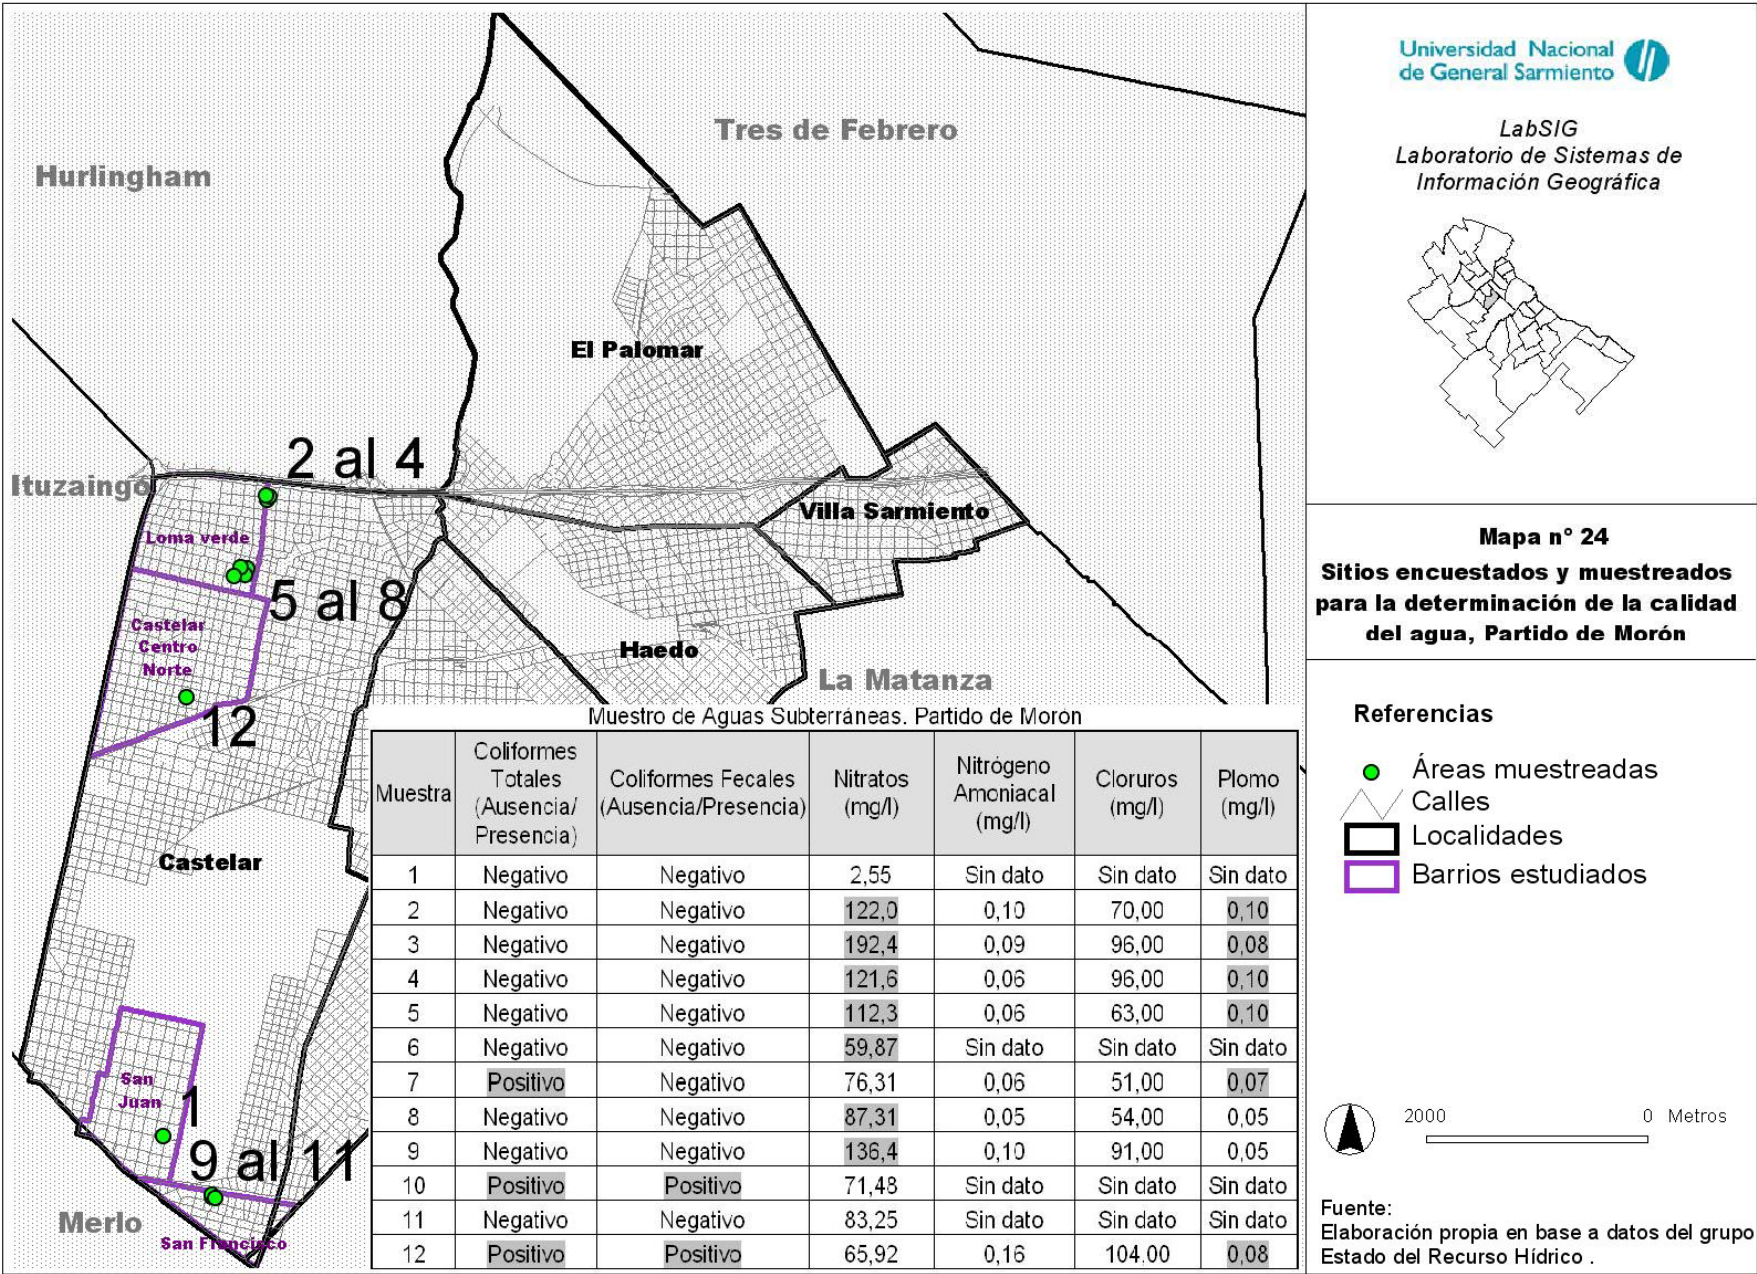 Universidad Nacional
de General Sarmiento
LabSIG
Laboratorio de Sistemas de
Información Geográfica
Mapa n° 24
Sitios encuestados y muestreados
para la determinación de la calidad
del agua, Partido de Morón
Referencias
Áreas muestreadas
Calles
Localidades
Barrios estudiados
2000 0 Metros
Fuente:
Elaboración propia en base a datos del grupo
Estado del Recurso Hídrico .
Tres de Febrero
Hurlingham
El Palomar
2 al 4
Ituzaingó
Villa Sarmiento
Loma verde
5 al 8
Castelar
Centro
Norte
Haedo
La Matanza
12
Castelar
San
Juan
1
9 al 11
Merlo
San Francisco
Muestro de Aguas Subterráneas. Partido de Morón
Muestra Coliformes Totales (Ausencia/ Presencia) Coliformes Fecales (Ausencia/Presencia) Nitratos (mg/l) Nitrógeno Amoniacal (mg/l) Cloruros (mg/l) Plomo (mg/l)
1 Negativo Negativo 2,55 Sin dato Sin dato Sin dato
2 Negativo Negativo 122,0 0,10 70,00 0,10
3 Negativo Negativo 192,4 0,09 96,00 0,08
4 Negativo Negativo 121,6 0,06 96,00 0,10
5 Negativo Negativo 112,3 0,06 63,00 0,10
6 Negativo Negativo 59,87 Sin dato Sin dato Sin dato
7 Positivo Negativo 76,31 0,06 51,00 0,07
8 Negativo Negativo 87,31 0,05 54,00 0,05
9 Negativo Negativo 136,4 0,10 91,00 0,05
10 Positivo Positivo 71,48 Sin dato Sin dato Sin dato
11 Negativo Negativo 83,25 Sin dato Sin dato Sin dato
12 Positivo Positivo 65,92 0,16 104,00 0,08